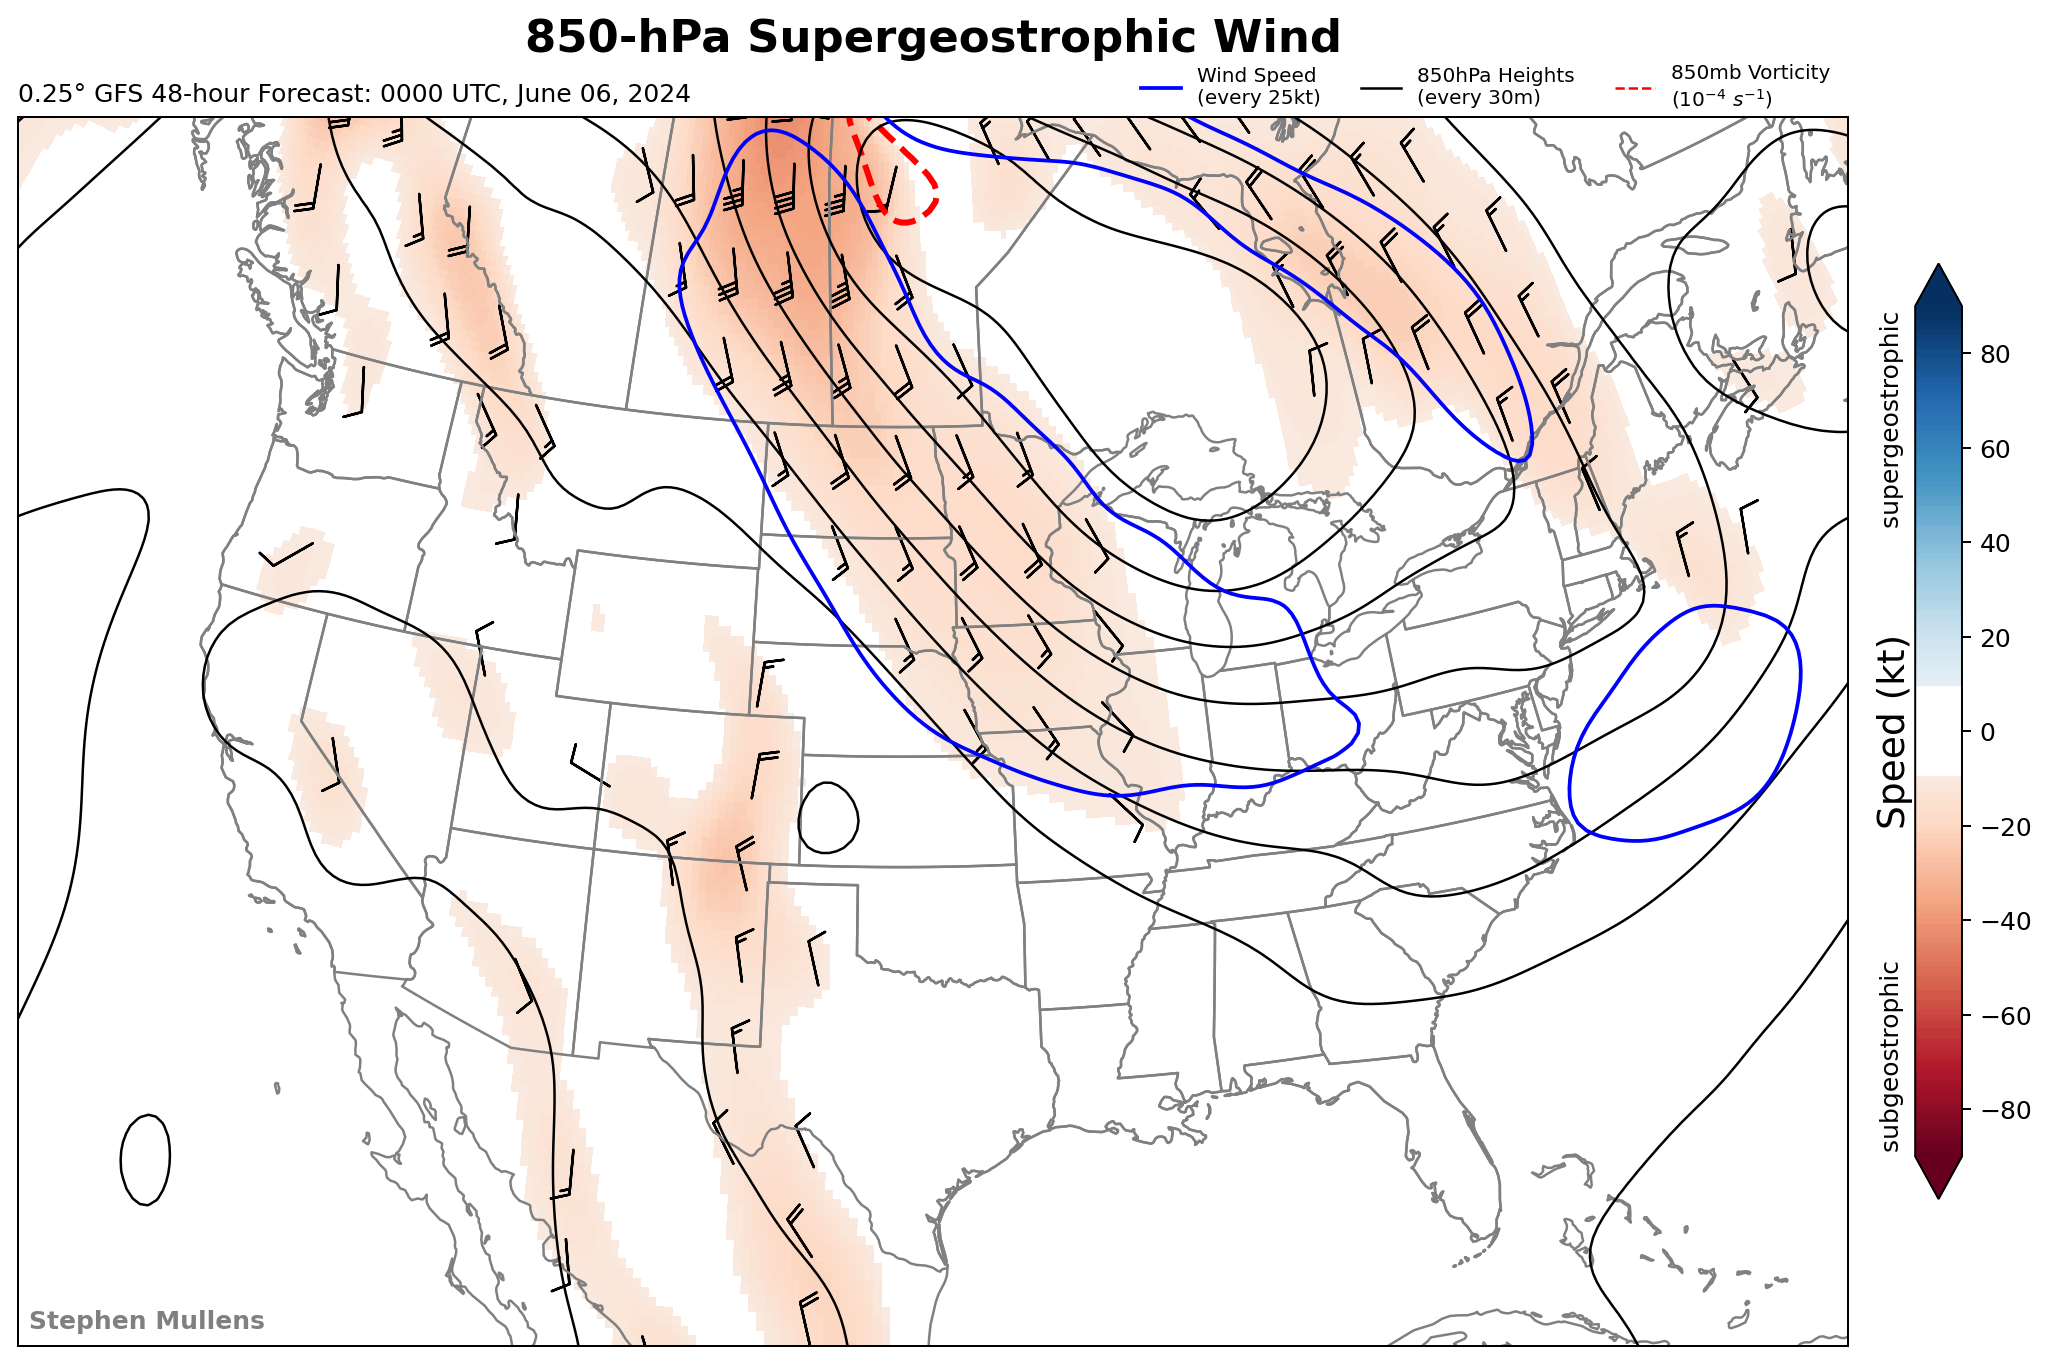 850-hPa Supergeostrophic Wind
0.25° GFS 48-hour Forecast: 0000 UTC, June 06, 2024
Wind Speed
(every 25kt)
850hPa Heights
(every 30m)
850mb Vorticity
(10⁻⁴ s⁻¹)
supergeostrophic
Speed (kt)
subgeostrophic
80
60
40
20
0
−20
−40
−60
−80
Stephen Mullens